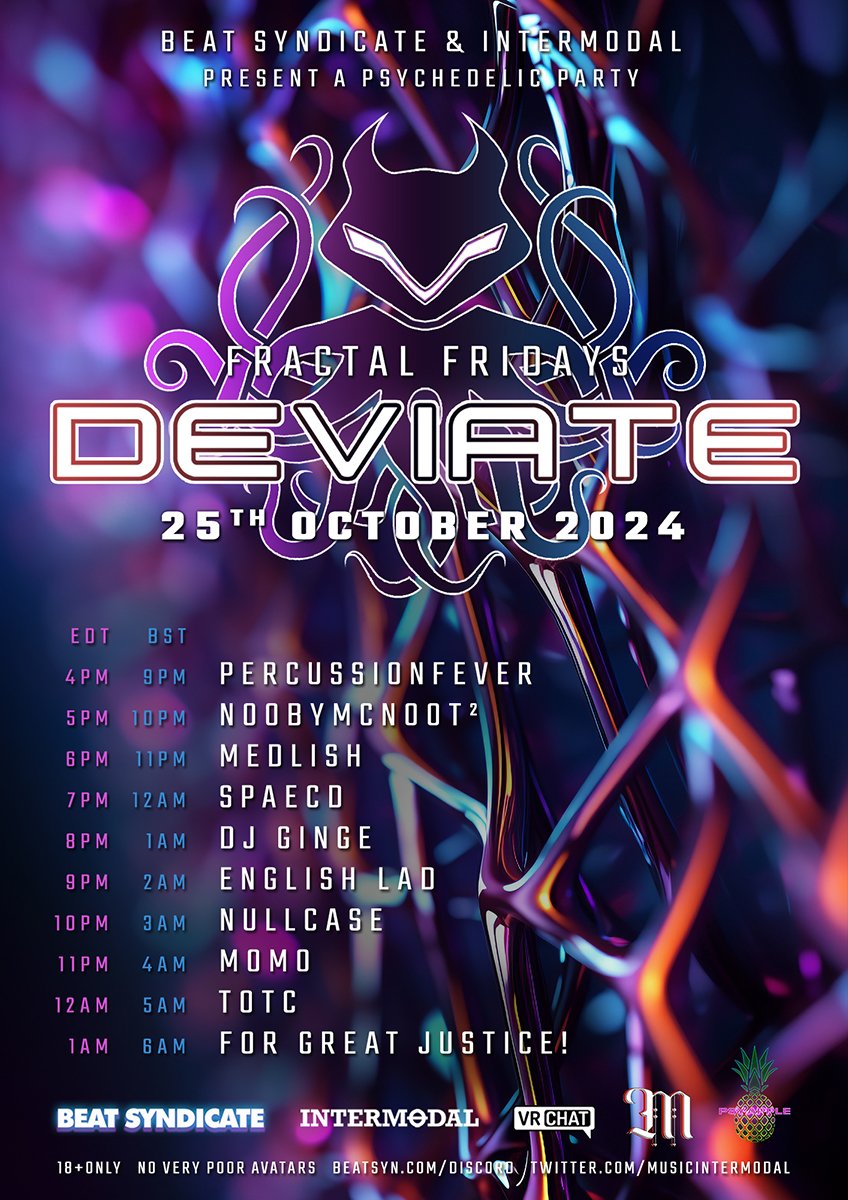 BEAT SYNDICATE & INTERMODAL
PRESENT A PSYCHEDELIC PARTY
FRACTAL FRIDAYS
DEVIATE
25TH OCTOBER 2024
EDT BST
4PM 9PM PERCUSSIONFEVER
5PM 10PM NOOBYMCNOOT²
6PM 11PM MEDLISH
7PM 12AM SPAECD
8PM 1AM DJ GINGE
9PM 2AM ENGLISH LAD
10PM 3AM NULLCASE
11PM 4AM MOMO
12AM 5AM TOTC
1AM 6AM FOR GREAT JUSTICE!
BEAT SYNDICATE INTERMODAL VRCHAT M
18+ONLY NO VERY POOR AVATARS BEATSYN.COM/DISCORD TWITTER.COM/MUSICINTERMODAL